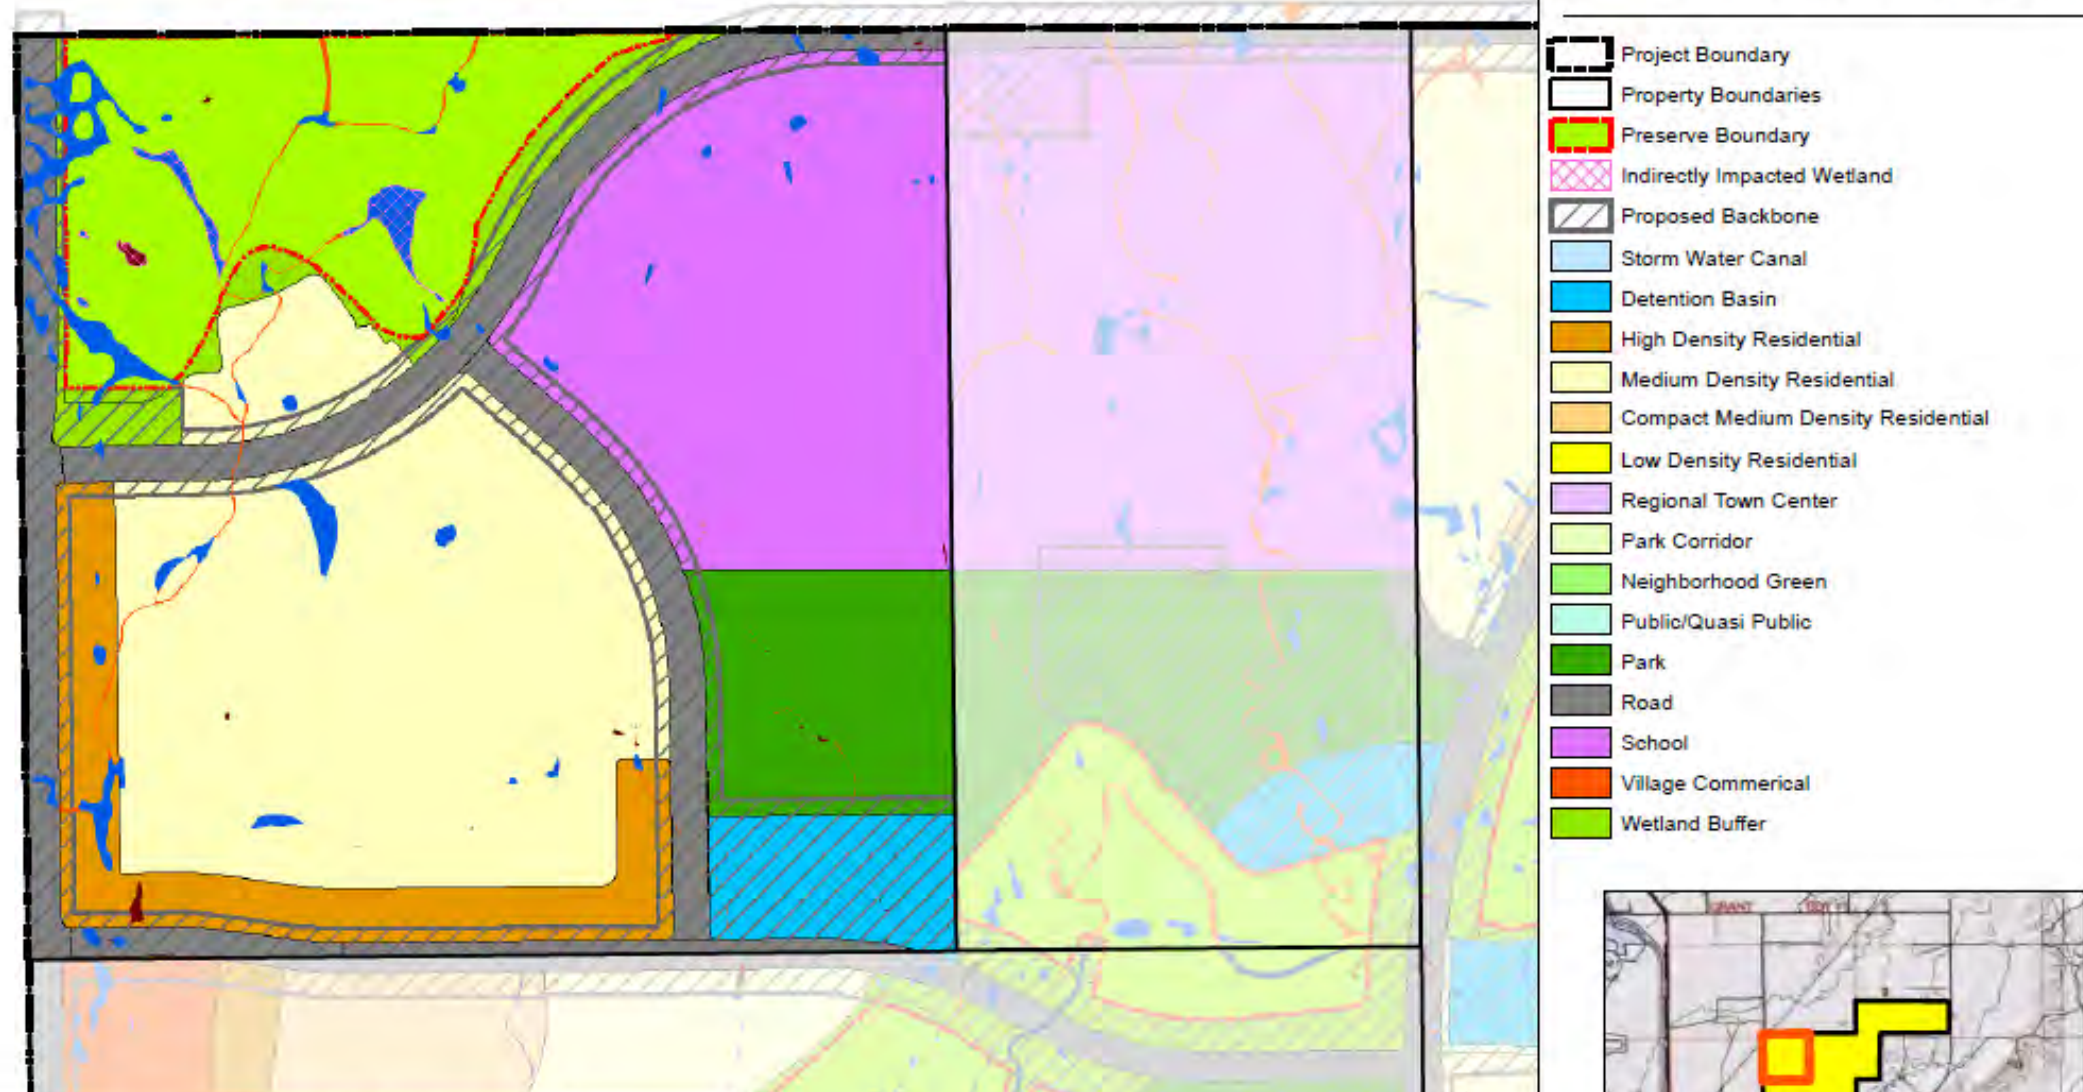 Project Boundary
Property Boundaries
Preserve Boundary
Indirectly Impacted Wetland
Proposed Backbone
Storm Water Canal
Detention Basin
High Density Residential
Medium Density Residential
Compact Medium Density Residential
Low Density Residential
Regional Town Center
Park Corridor
Neighborhood Green
Public/Quasi Public
Park
Road
School
Village Commerical
Wetland Buffer
GRANT